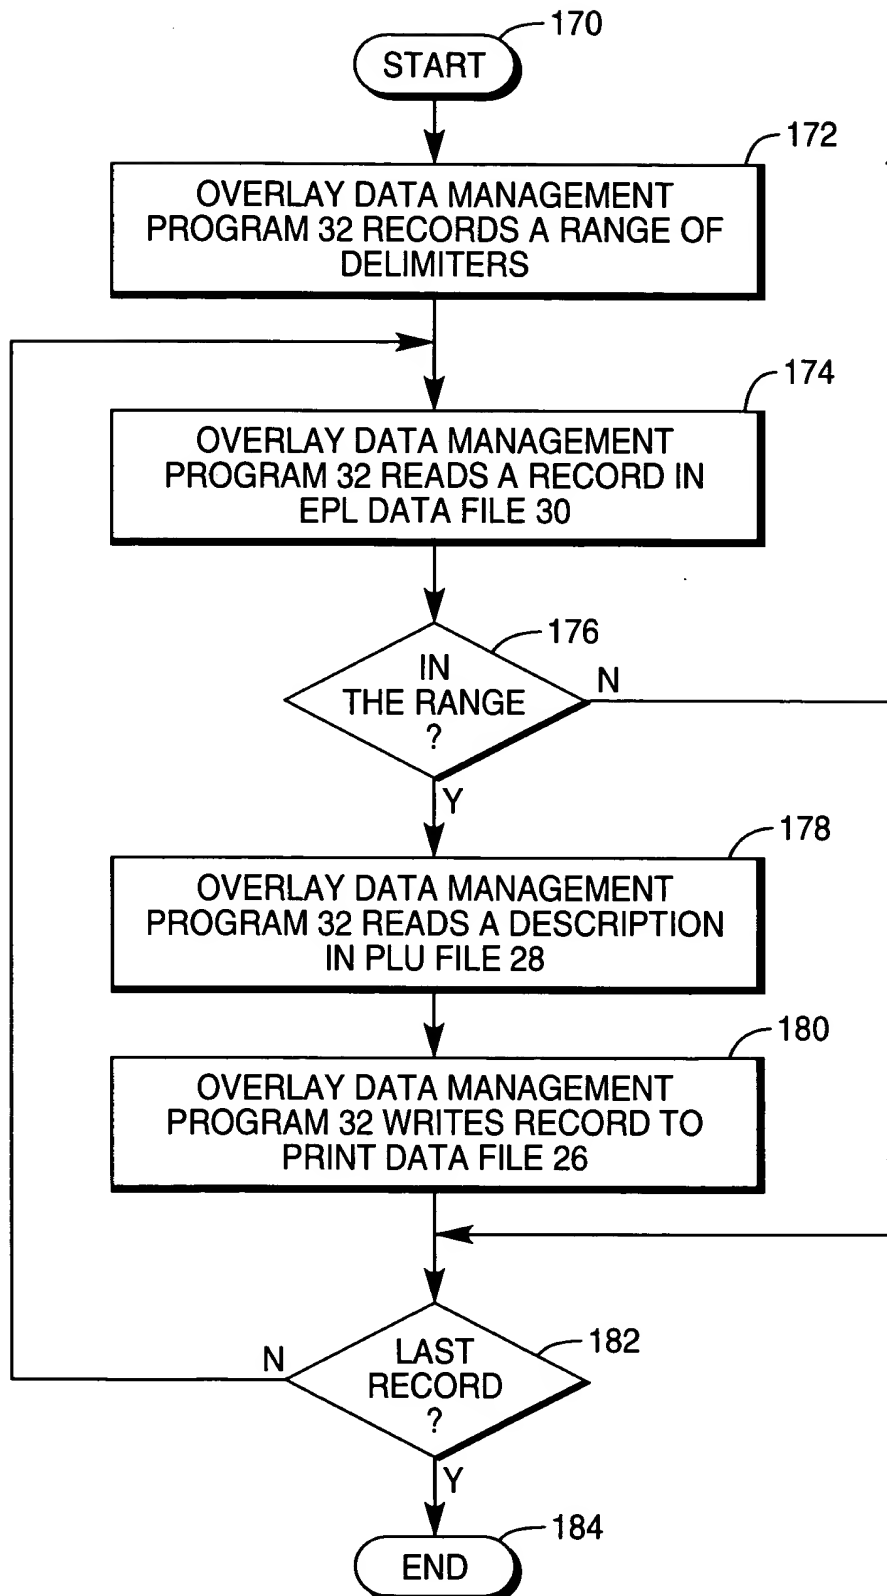 170
START
172
OVERLAY DATA MANAGEMENT
PROGRAM 32 RECORDS A RANGE OF
DELIMITERS
174
OVERLAY DATA MANAGEMENT
PROGRAM 32 READS A RECORD IN
EPL DATA FILE 30
176
IN
THE RANGE
?
N
Y
178
OVERLAY DATA MANAGEMENT
PROGRAM 32 READS A DESCRIPTION
IN PLU FILE 28
180
OVERLAY DATA MANAGEMENT
PROGRAM 32 WRITES RECORD TO
PRINT DATA FILE 26
182
N
LAST
RECORD
?
Y
184
END